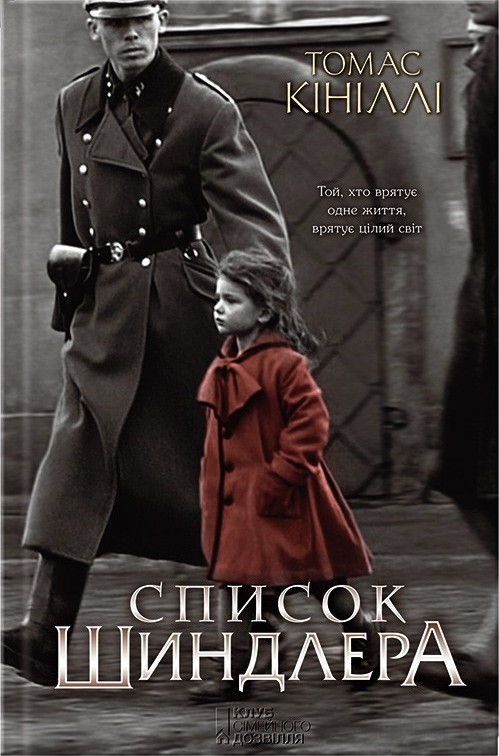 ТОМАС
КІНІЛЛІ
Той, хто врятує
одне життя,
врятує цілий світ
СПИСОК
ШИНДЛЕРА
КЛУБ
СІМЕЙНОГО
ДОЗВІЛЛЯ